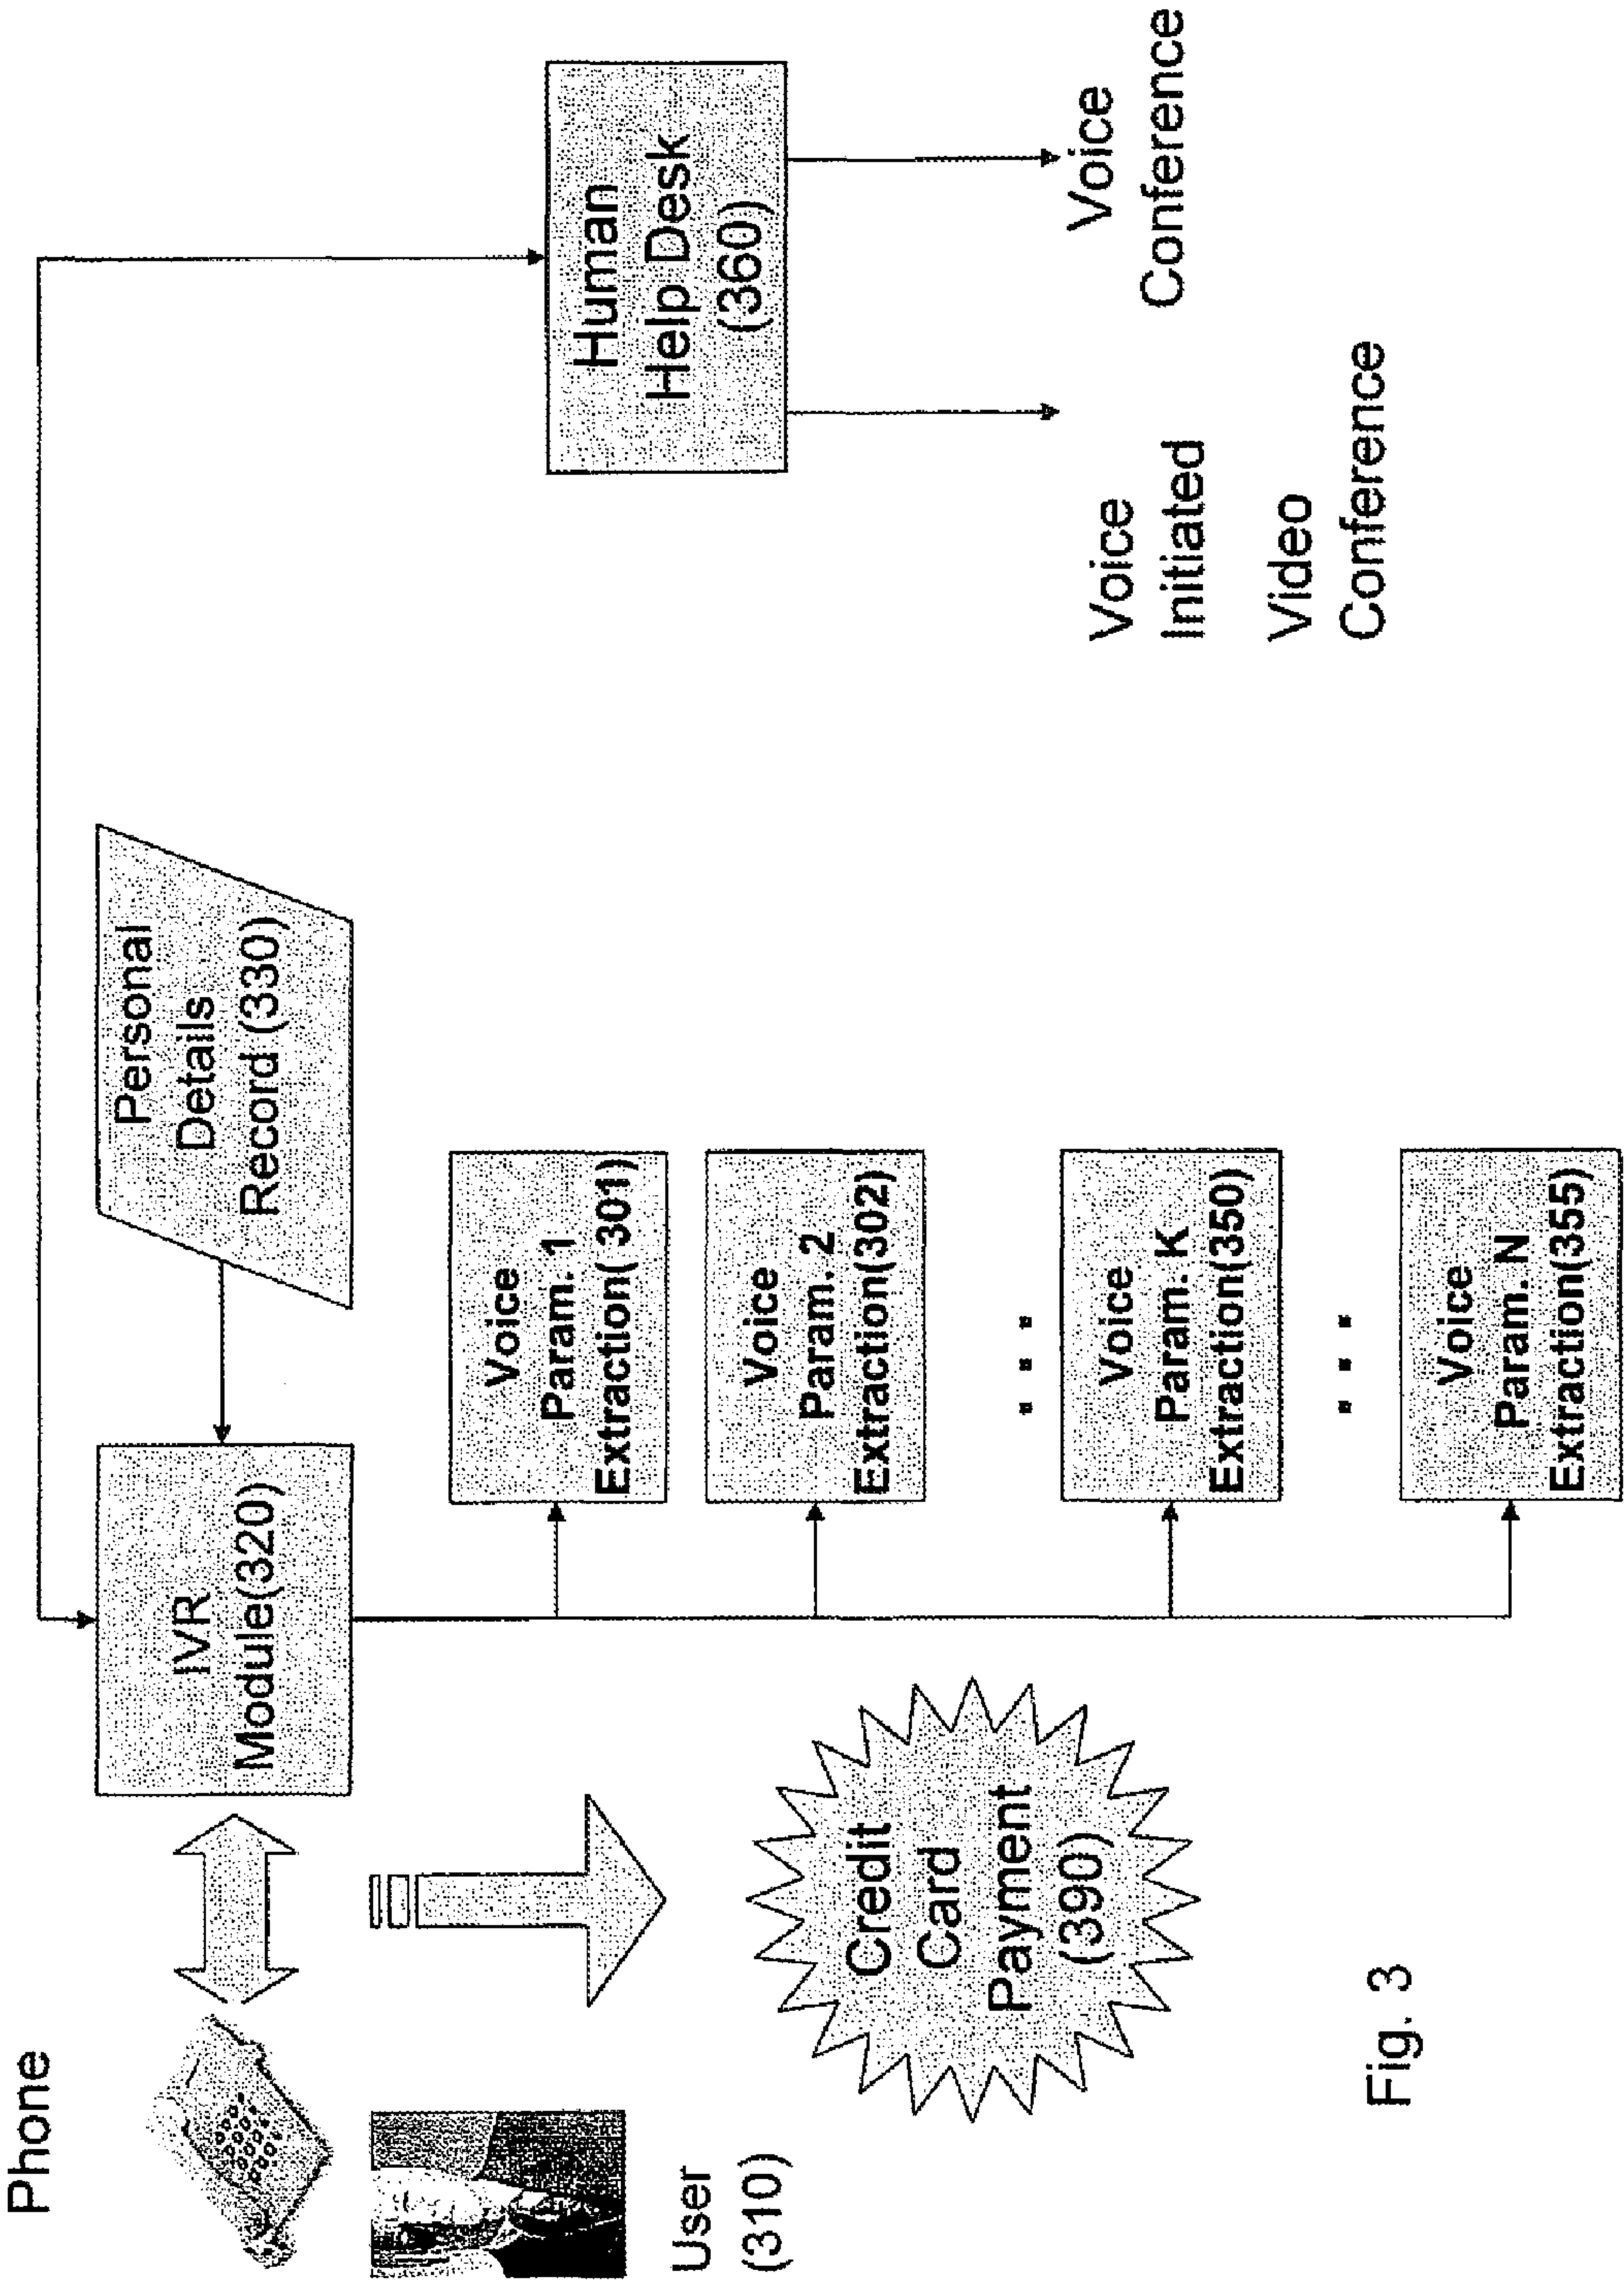 Phone
User
(310)
IVR
Module(320)
Personal
Details
Record (330)
Credit
Card
Payment
(390)
Voice
Param. 1
Extraction( 301)
Voice
Param. 2
Extraction(302)
Voice
Param. K
Extraction(350)
Voice
Param. N
Extraction(355)
Human
Help Desk
(360)
Voice
Initiated
Video
Conference
Voice
Conference
Fig. 3